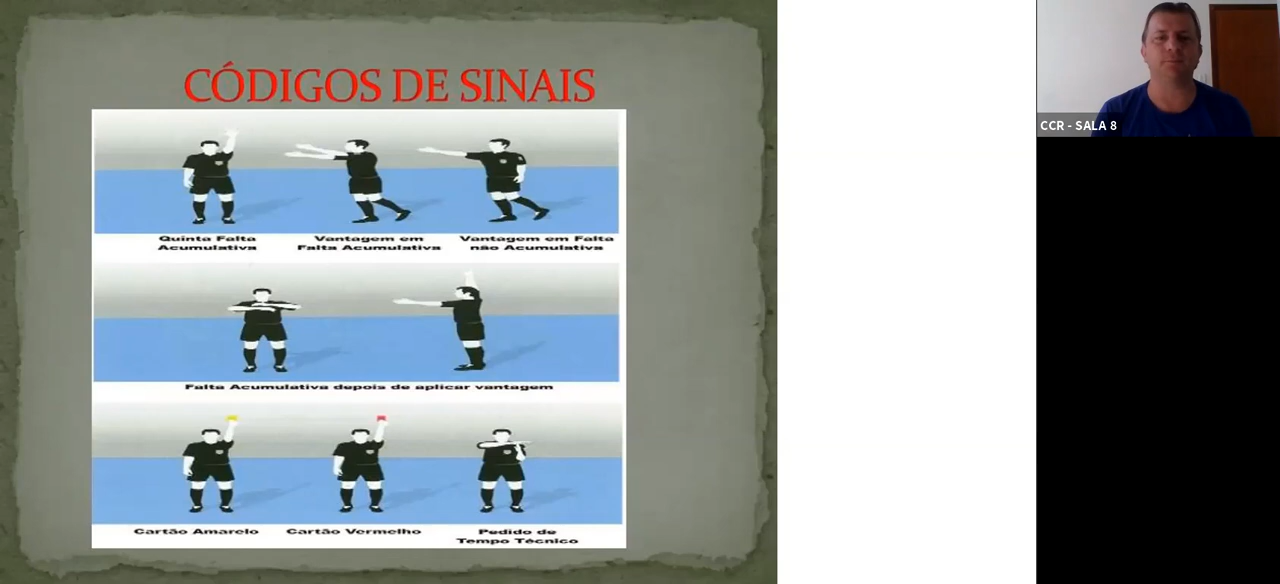 CÓDIGOS DE SINAIS
CCR - SALA 8
Quinta Falta
Acumulativa
Vantagem em
Falta Acumulativa
Vantagem em Falta
não Acumulativa
Falta Acumulativa depois de aplicar vantagem
Cartão Amarelo
Cartão Vermelho
Pedido de
Tempo Técnico